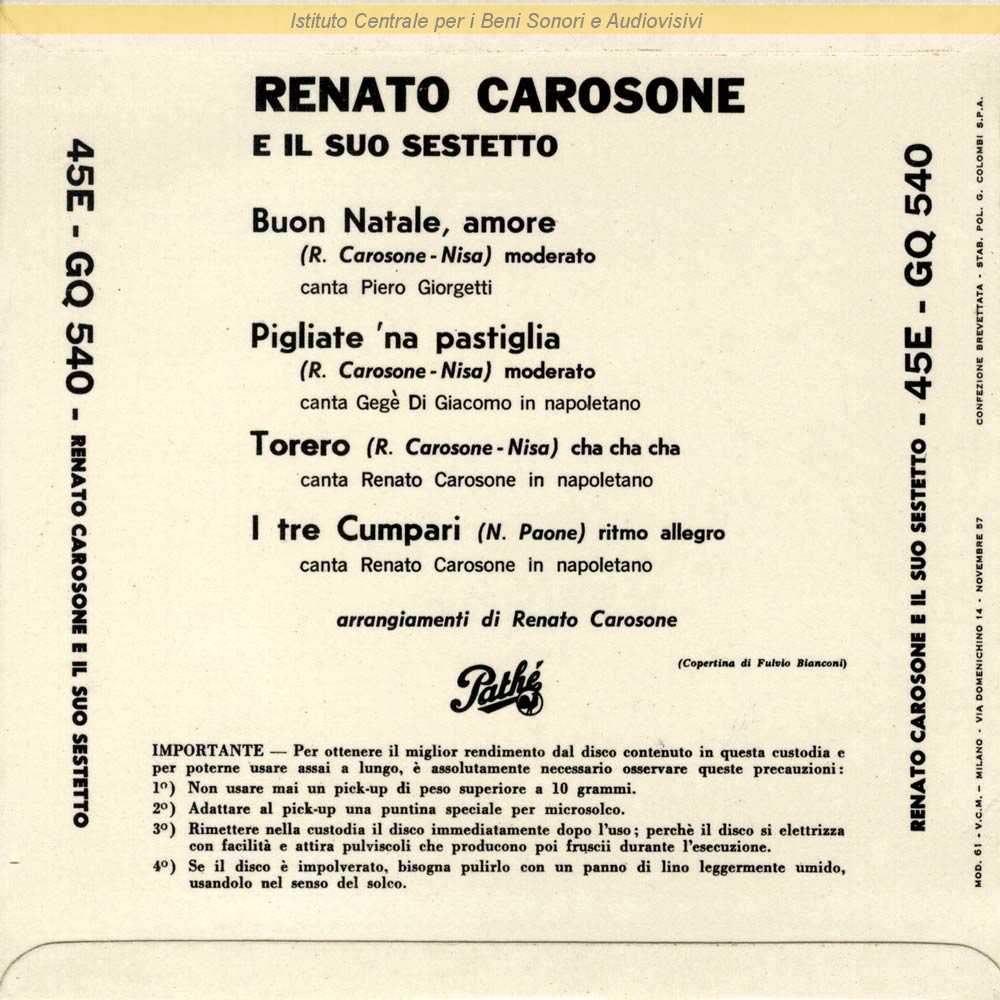 Istituto Centrale per i Beni Sonori e Audiovisivi
RENATO CAROSONE
E IL SUO SESTETTO
Buon Natale, amore
(R. Carosone - Nisa) moderato
canta Piero Giorgetti
Pigliate 'na pastiglia
(R. Carosone - Nisa) moderato
canta Gegè Di Giacomo in napoletano
Torero (R. Carosone - Nisa) cha cha cha
canta Renato Carosone in napoletano
I tre Cumpari (N. Paone) ritmo allegro
canta Renato Carosone in napoletano
arrangiamenti di Renato Carosone
(Copertina di Fulvio Bianconi)
Pathé
IMPORTANTE — Per ottenere il miglior rendimento dal disco contenuto in questa custodia e
per poterne usare assai a lungo, è assolutamente necessario osservare queste precauzioni:
1º) Non usare mai un pick-up di peso superiore a 10 grammi.
2º) Adattare al pick-up una puntina speciale per microsolco.
3º) Rimettere nella custodia il disco immediatamente dopo l'uso; perchè il disco si elettrizza
con facilità e attira pulviscoli che producono poi fruscii durante l'esecuzione.
4º) Se il disco è impolverato, bisogna pulirlo con un panno di lino leggermente umido,
usandolo nel senso del solco.
45E - GQ 540 - RENATO CAROSONE E IL SUO SESTETTO
RENATO CAROSONE E IL SUO SESTETTO - 45E - GQ 540
MOD. 61 - V.C.M. - MILANO - VIA DOMENICHINO 14 - NOVEMBRE 57
CONFEZIONE BREVETTATA - STAB. POL. G. COLOMBI S.P.A.